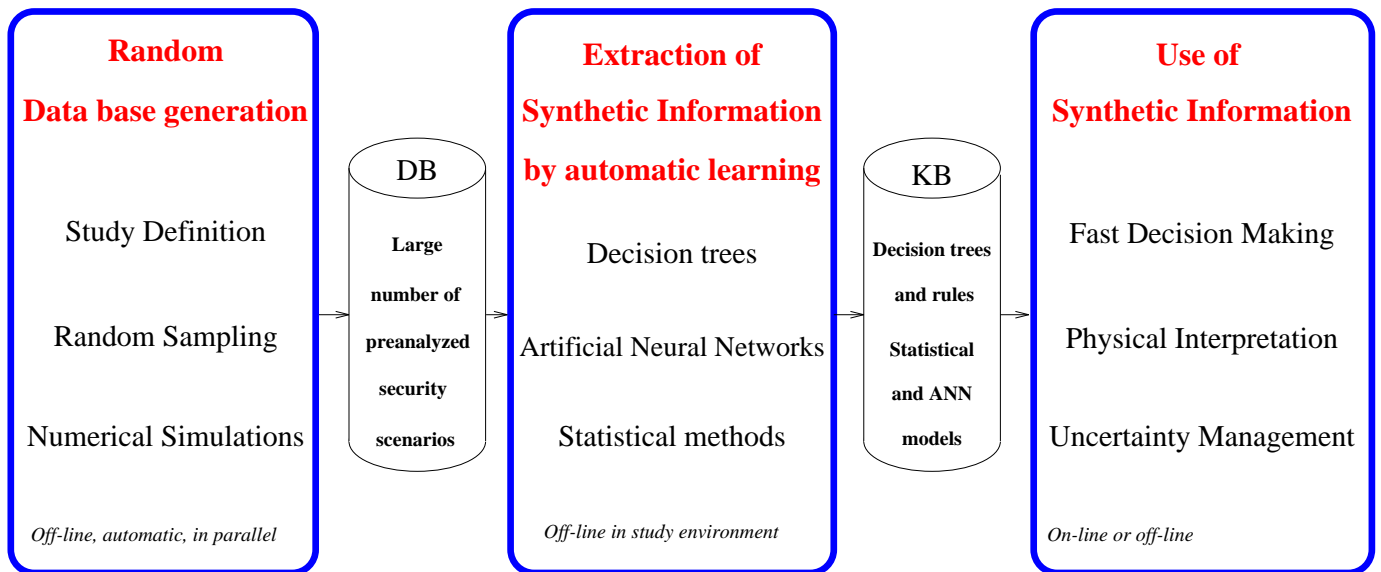 Random
Data base generation
Study Definition
Random Sampling
Numerical Simulations
Off-line, automatic, in parallel
DB
Large
number of
preanalyzed
security
scenarios
Extraction of
Synthetic Information
by automatic learning
Decision trees
Artificial Neural Networks
Statistical methods
Off-line in study environment
KB
Decision trees
and rules
Statistical
and ANN
models
Use of
Synthetic Information
Fast Decision Making
Physical Interpretation
Uncertainty Management
On-line or off-line